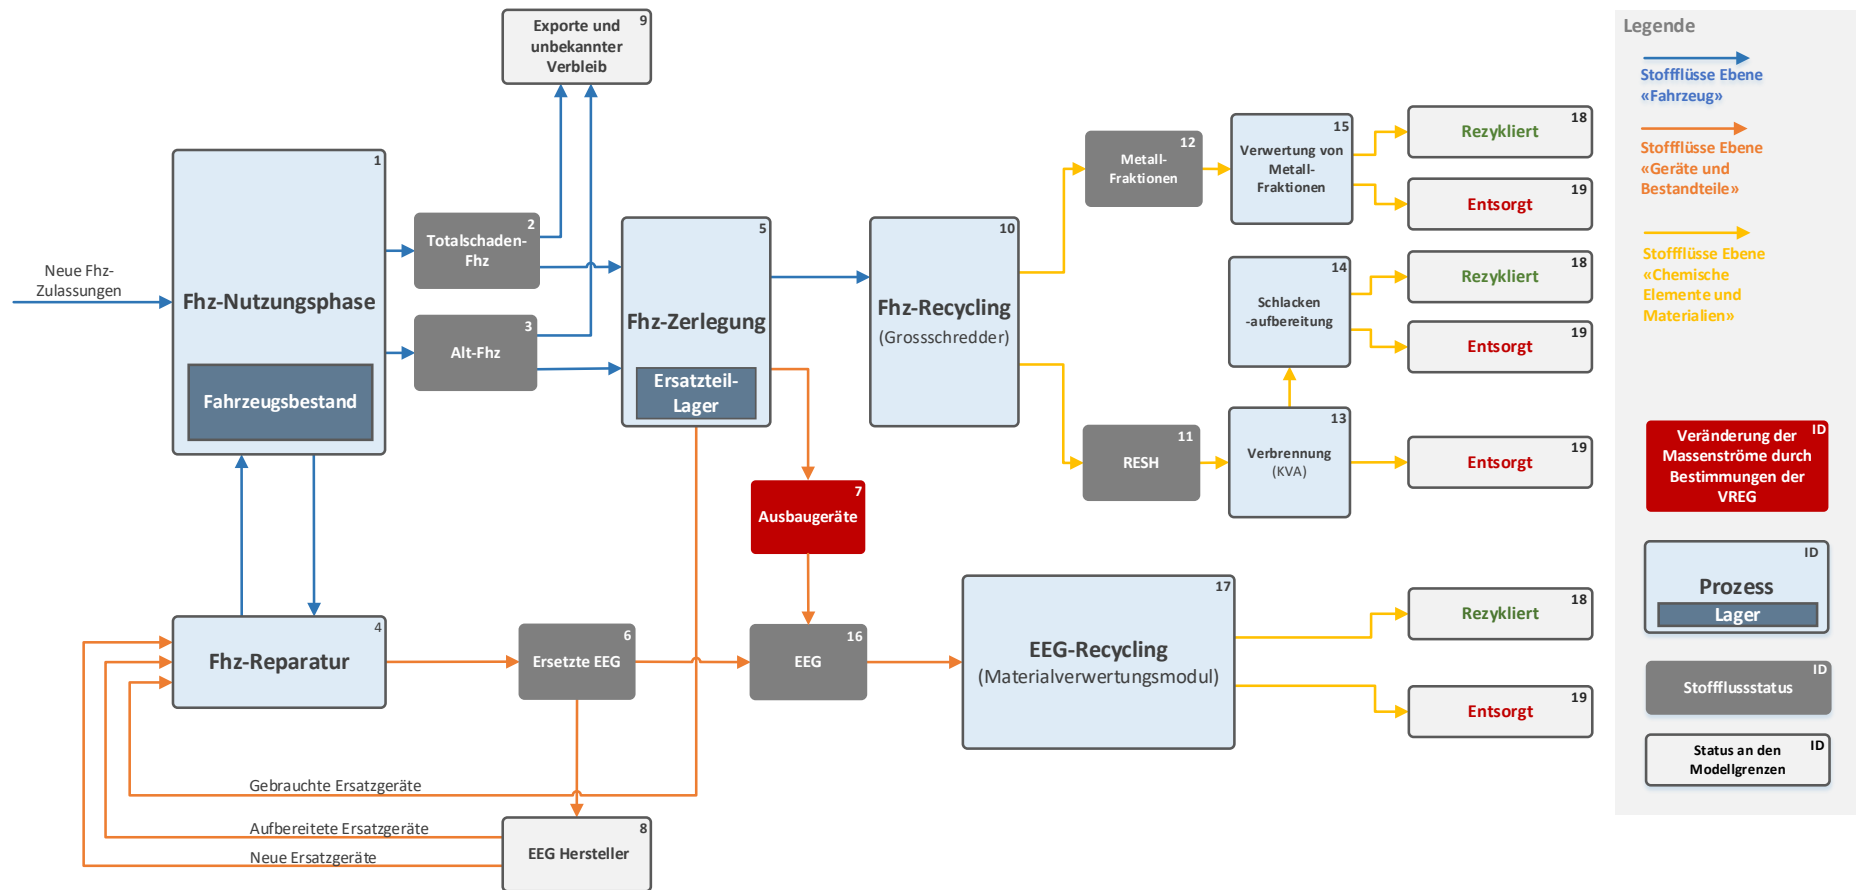 9
Exporte und
unbekannter
Verbleib
1
Fhz-Nutzungsphase
Fahrzeugsbestand
Neue Fhz-
Zulassungen
2
Totalschaden-
Fhz
3
Alt-Fhz
5
Fhz-Zerlegung
Ersatzteil-
Lager
10
Fhz-Recycling
(Grossschredder)
12
Metall-
Fraktionen
15
Verwertung von
Metall-
Fraktionen
18
Rezykliert
19
Entsorgt
14
Schlacken
-aufbereitung
18
Rezykliert
19
Entsorgt
11
RESH
13
Verbrennung
(KVA)
19
Entsorgt
7
Ausbaugeräte
4
Fhz-Reparatur
6
Ersetzte EEG
16
EEG
17
EEG-Recycling
(Materialverwertungsmodul)
18
Rezykliert
19
Entsorgt
Gebrauchte Ersatzgeräte
Aufbereitete Ersatzgeräte
Neue Ersatzgeräte
8
EEG Hersteller
Legende
Stoffflüsse Ebene
«Fahrzeug»
Stoffflüsse Ebene
«Geräte und
Bestandteile»
Stoffflüsse Ebene
«Chemische
Elemente und
Materialien»
ID
Veränderung der
Massenströme durch
Bestimmungen der
VREG
ID
Prozess
Lager
ID
Stoffflussstatus
ID
Status an den
Modellgrenzen